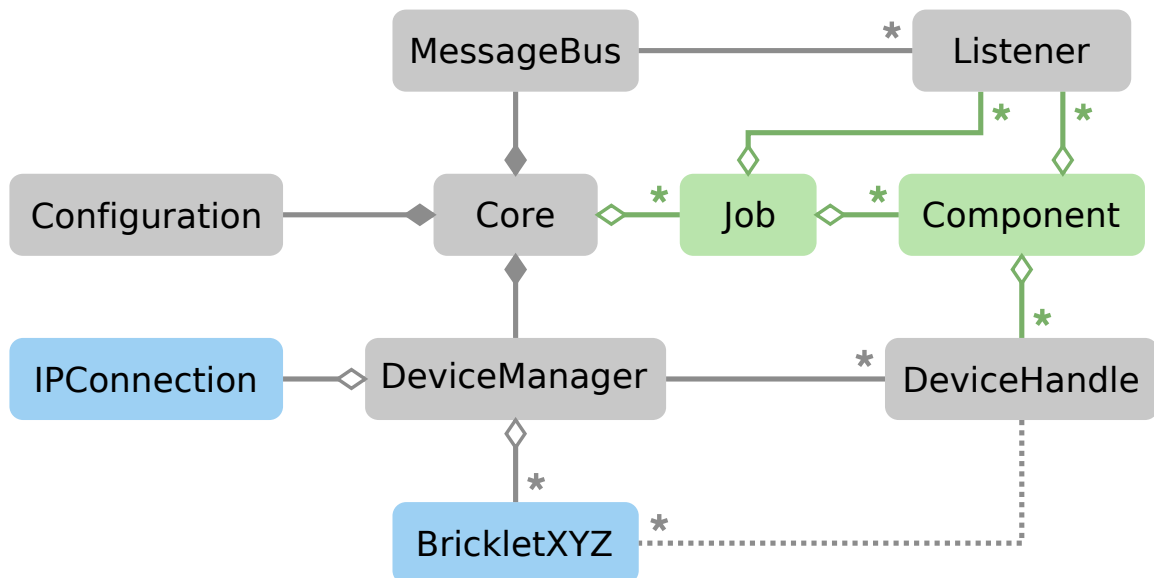 MessageBus
*
Listener
*
*
Configuration
Core
*
Job
*
Component
*
IPConnection
DeviceManager
*
DeviceHandle
*
*
BrickletXYZ